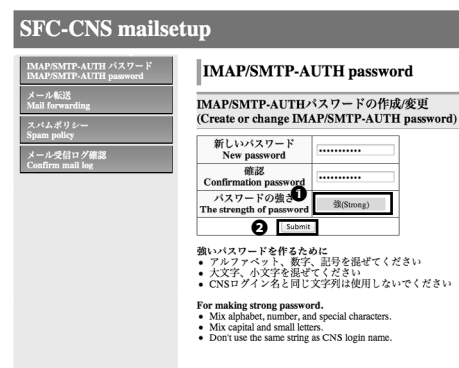 SFC-CNS mailsetup
IMAP/SMTP-AUTH パスワード
IMAP/SMTP-AUTH password
メール転送
Mail forwarding
スパムポリシー
Spam policy
メール受信ログ確認
Confirm mail log
IMAP/SMTP-AUTH password
IMAP/SMTP-AUTHパスワードの作成/変更
(Create or change IMAP/SMTP-AUTH password)
新しいパスワード
New password
•••••••••••
確認
Confirmation password
•••••••••••
パスワードの強さ
The strength of password
❶
強(Strong)
❷
Submit
強いパスワードを作るために
• アルファベット、数字、記号を混ぜてください
• 大文字、小文字を混ぜてください
• CNSログイン名と同じ文字列は使用しないでください
For making strong password.
• Mix alphabet, number, and special characters.
• Mix capital and small letters.
• Don't use the same string as CNS login name.